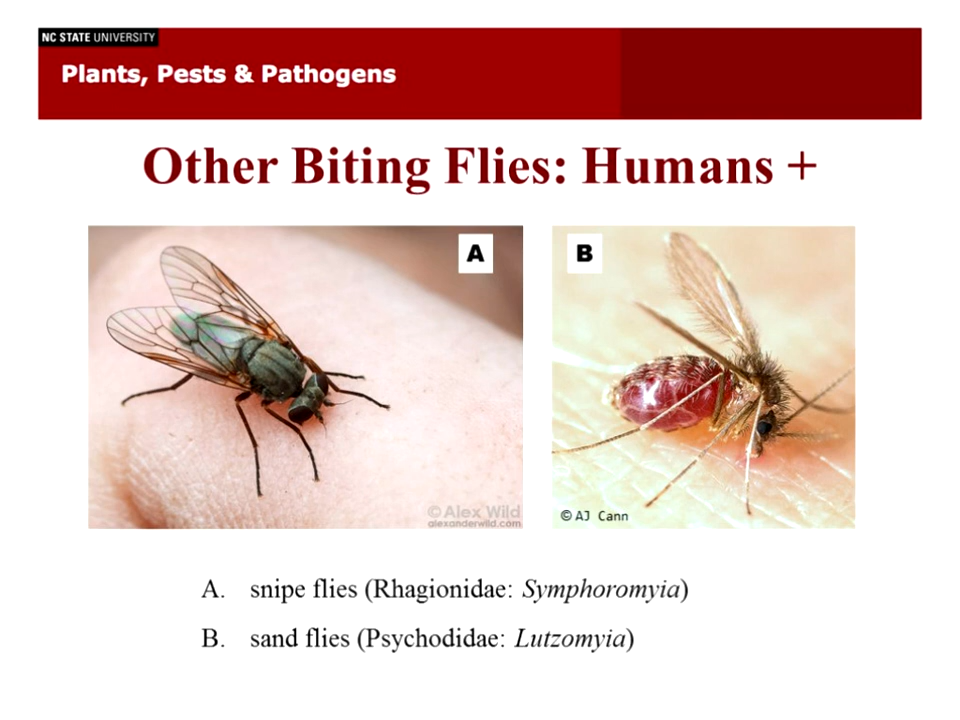 NC STATE UNIVERSITY
Plants, Pests & Pathogens
Other Biting Flies: Humans +
A
B
© Alex Wild
alexanderwild.com
© AJ Cann
A. snipe flies (Rhagionidae: Symphoromyia)
B. sand flies (Psychodidae: Lutzomyia)